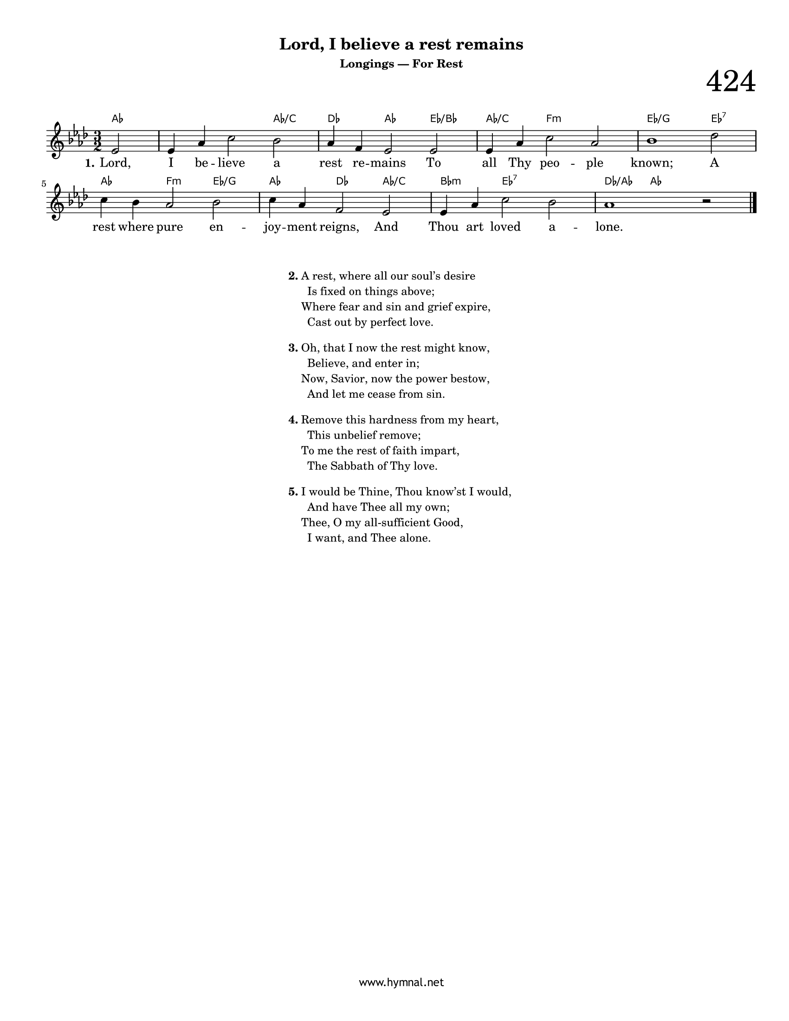 Lord, I believe a rest remains
Longings — For Rest
424
A♭ A♭/C D♭ A♭ E♭/B♭ A♭/C Fm E♭/G E♭7
3/2
1. Lord, I be - lieve a rest re - mains To all Thy peo - ple known; A
5
A♭ Fm E♭/G A♭ D♭ A♭/C B♭m E♭7 D♭/A♭ A♭
rest where pure en - joy - ment reigns, And Thou art loved a - lone.
2. A rest, where all our soul's desire
Is fixed on things above;
Where fear and sin and grief expire,
Cast out by perfect love.
3. Oh, that I now the rest might know,
Believe, and enter in;
Now, Savior, now the power bestow,
And let me cease from sin.
4. Remove this hardness from my heart,
This unbelief remove;
To me the rest of faith impart,
The Sabbath of Thy love.
5. I would be Thine, Thou know'st I would,
And have Thee all my own;
Thee, O my all-sufficient Good,
I want, and Thee alone.
www.hymnal.net